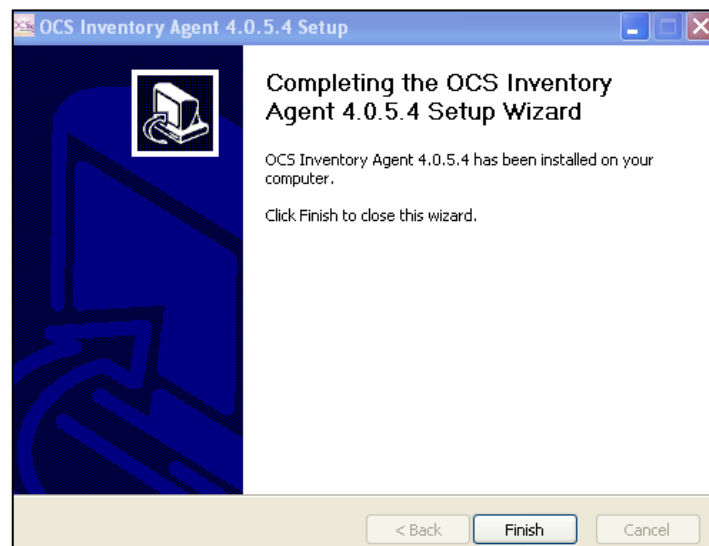 OCS Inventory Agent 4.0.5.4 Setup
Completing the OCS Inventory
Agent 4.0.5.4 Setup Wizard
OCS Inventory Agent 4.0.5.4 has been installed on your
computer.
Click Finish to close this wizard.
< Back Finish Cancel